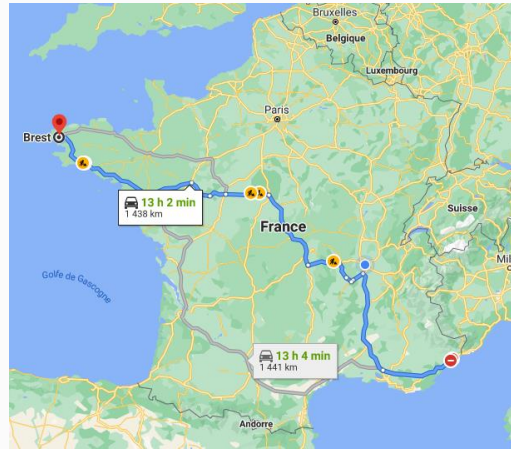 Bruxelles
Belgique
Luxembourg
Paris
Brest
13 h 2 min
1 438 km
Suisse
France
Golfe de Gascogne
13 h 4 min
1 441 km
Andorre